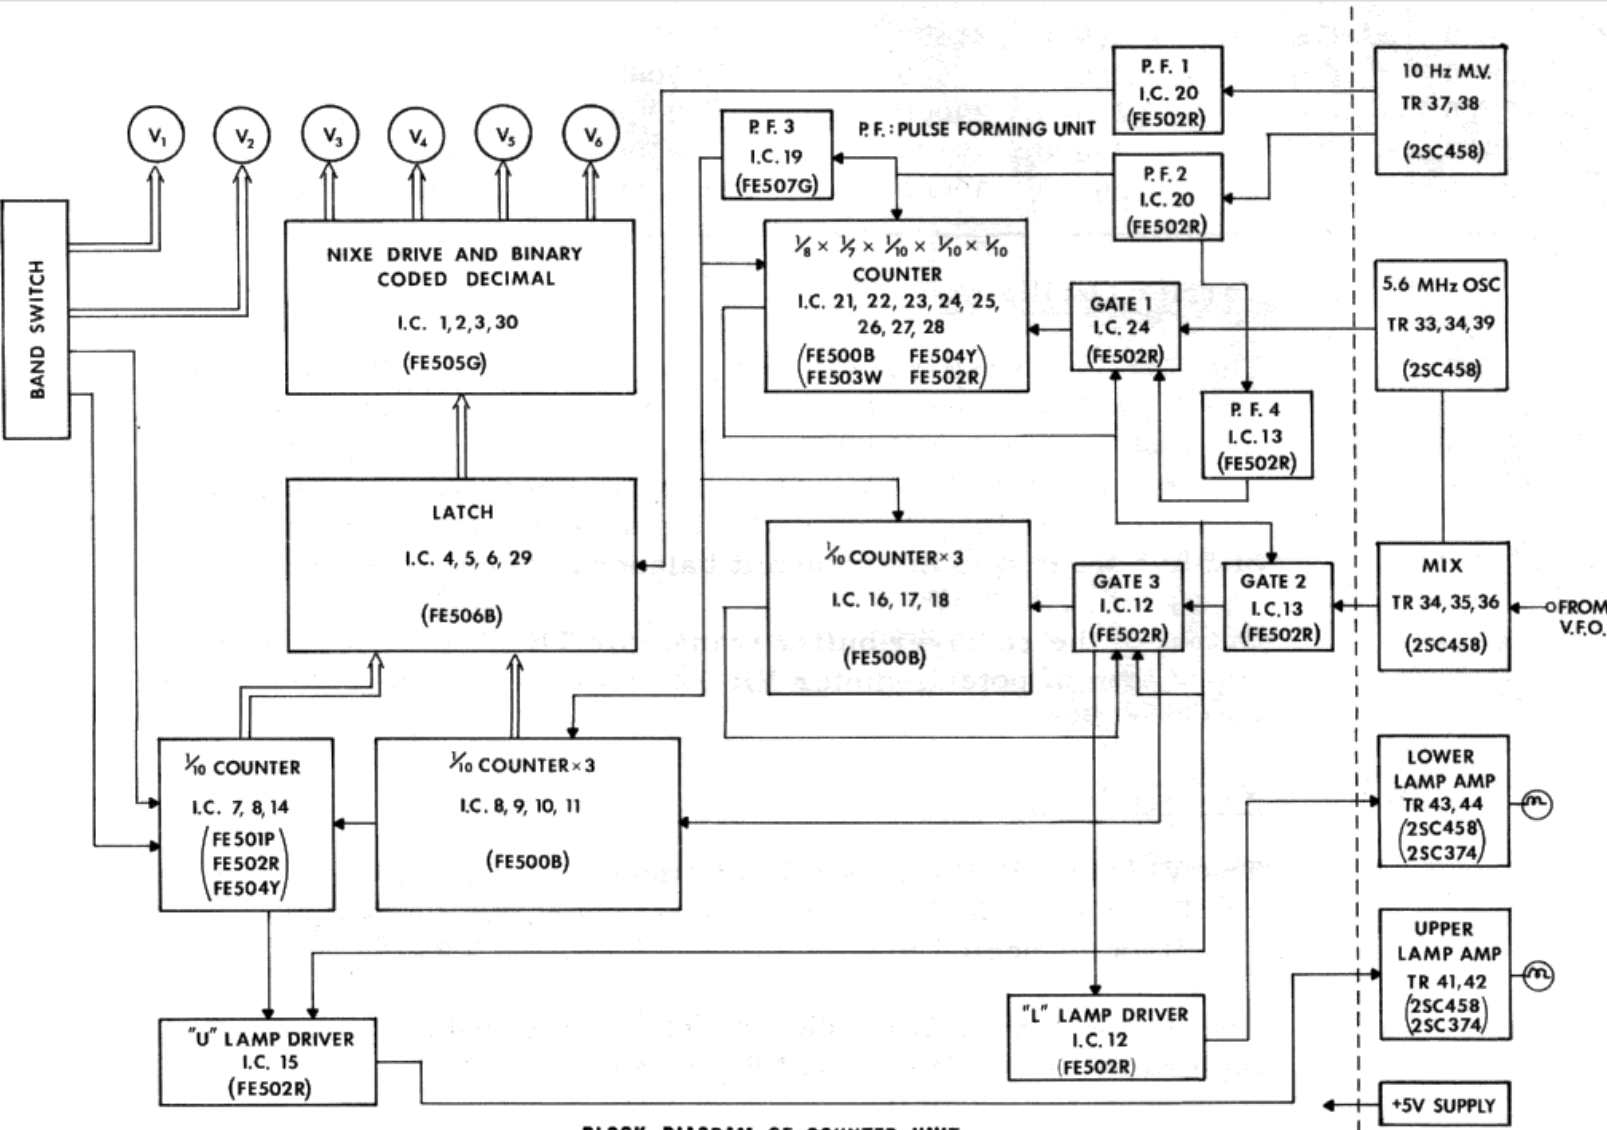 P. F. 1
I.C. 20
(FE502R)
10 Hz M.V.
TR 37, 38
(2SC458)
V1
V2
V3
V4
V5
V6
P. F. 3
I.C. 19
(FE507G)
P. F. : PULSE FORMING UNIT
P. F. 2
I.C. 20
(FE502R)
BAND SWITCH
NIXE DRIVE AND BINARY
CODED DECIMAL
I.C. 1, 2, 3, 30
(FE505G)
1/8 × 1/7 × 1/10 × 1/10 × 1/10
COUNTER
I.C. 21, 22, 23, 24, 25,
26, 27, 28
(FE500B FE504Y
FE503W FE502R)
GATE 1
I.C. 24
(FE502R)
5.6 MHz OSC
TR 33, 34, 39
(2SC458)
P. F. 4
I.C. 13
(FE502R)
LATCH
I.C. 4, 5, 6, 29
(FE506B)
1/10 COUNTER × 3
I.C. 16, 17, 18
(FE500B)
GATE 3
I.C. 12
(FE502R)
GATE 2
I.C. 13
(FE502R)
MIX
TR 34, 35, 36
(2SC458)
FROM
V.F.O.
1/10 COUNTER
I.C. 7, 8, 14
(FE501P
FE502R
FE504Y)
1/10 COUNTER × 3
I.C. 8, 9, 10, 11
(FE500B)
LOWER
LAMP AMP
TR 43, 44
(2SC458)
(2SC374)
UPPER
LAMP AMP
TR 41, 42
(2SC458)
(2SC374)
"U" LAMP DRIVER
I.C. 15
(FE502R)
"L" LAMP DRIVER
I.C. 12
(FE502R)
+5V SUPPLY
BLOCK DIAGRAM OF COUNTER UNIT